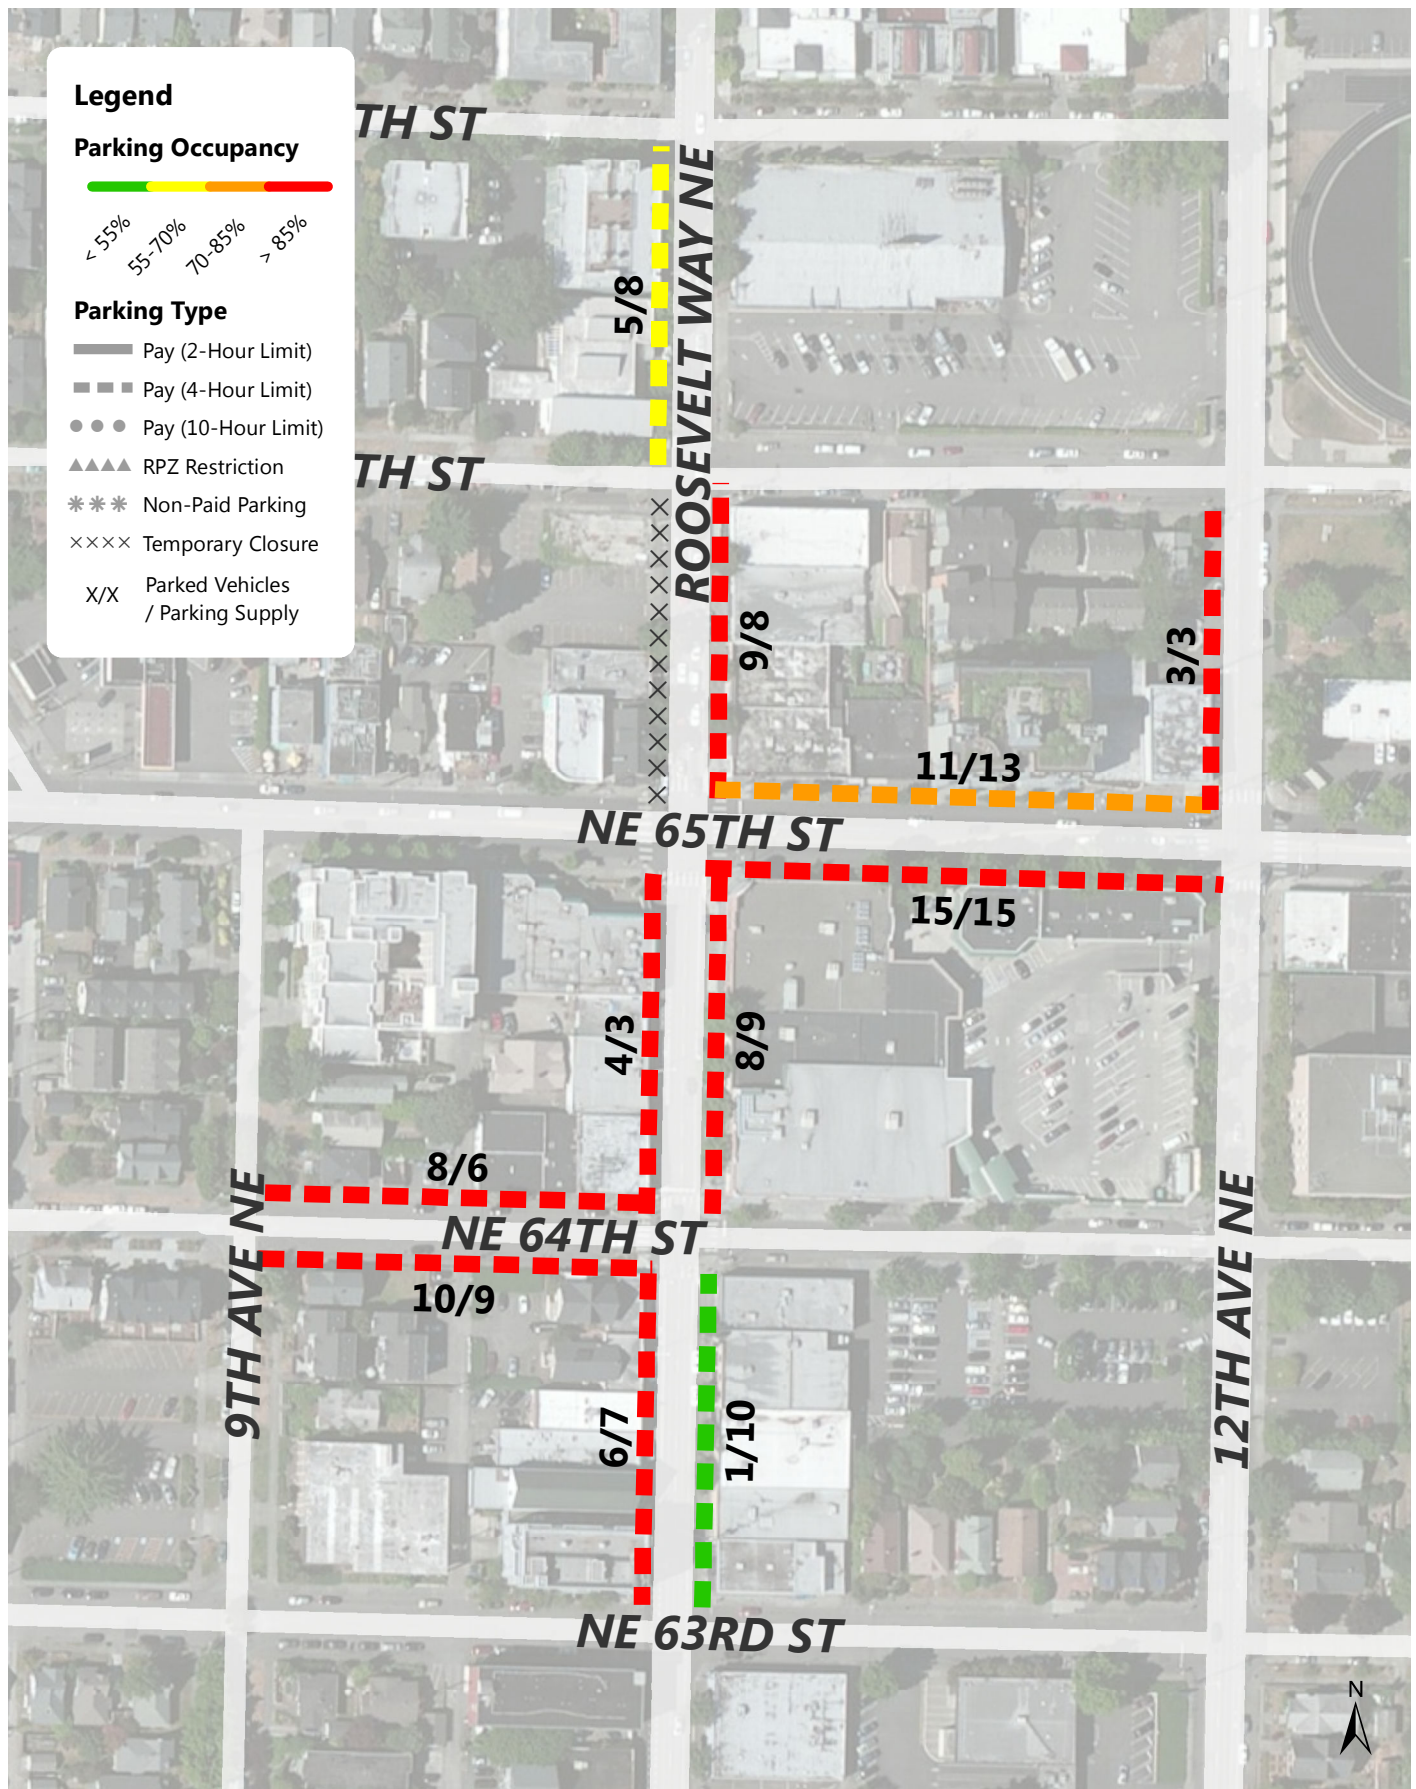 Legend
Parking Occupancy
< 55%
55-70%
70-85%
> 85%
Parking Type
Pay (2-Hour Limit)
Pay (4-Hour Limit)
Pay (10-Hour Limit)
RPZ Restriction
Non-Paid Parking
Temporary Closure
X/X Parked Vehicles
/ Parking Supply
TH ST
ROOSEVELT WAY NE
5/8
TH ST
9/8
3/3
11/13
NE 65TH ST
15/15
4/3
8/9
8/6
NE 64TH ST
10/9
9TH AVE NE
12TH AVE NE
6/7
1/10
NE 63RD ST
N